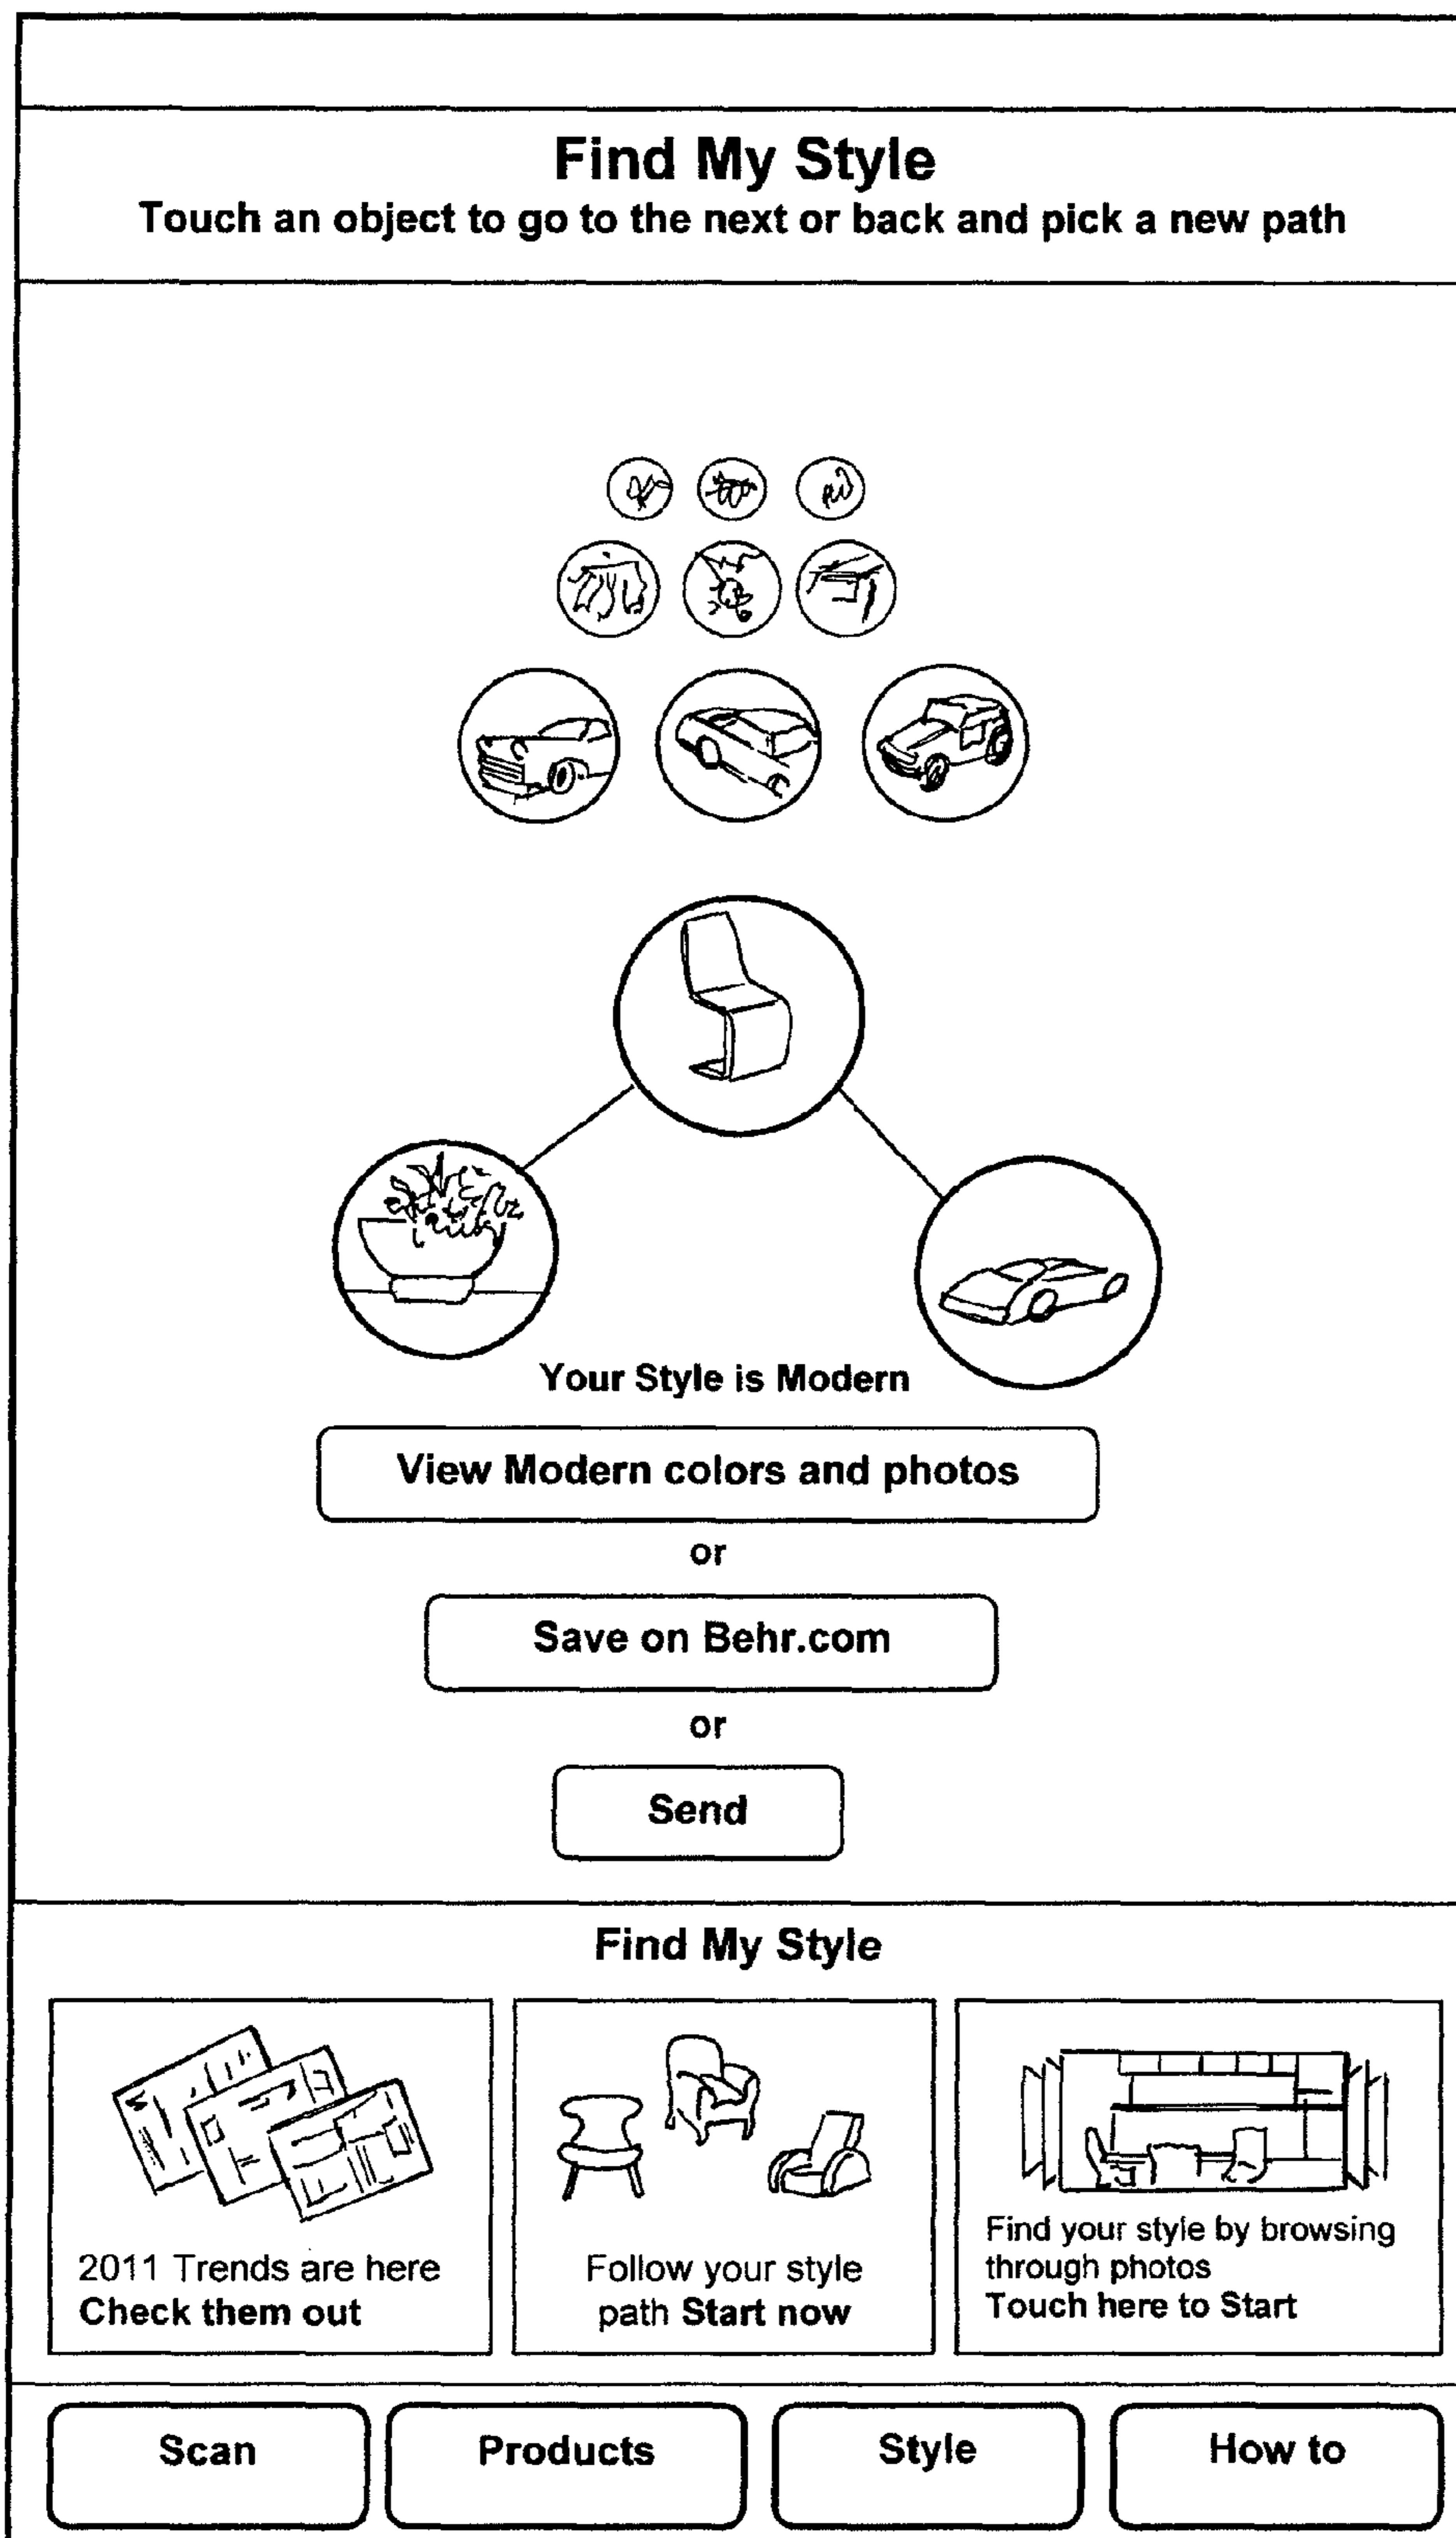 Find My Style
Touch an object to go to the next or back and pick a new path
Your Style is Modern
View Modern colors and photos
or
Save on Behr.com
or
Send
Find My Style
2011 Trends are here
Check them out
Follow your style
path Start now
Find your style by browsing
through photos
Touch here to Start
Scan
Products
Style
How to